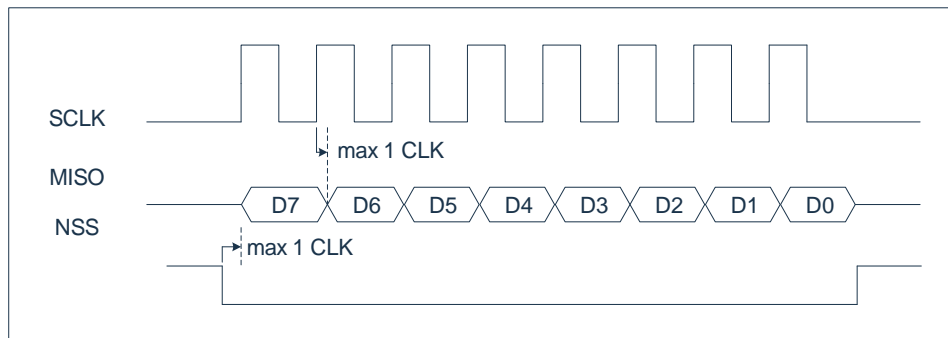 SCLK
max 1 CLK
MISO
D7 D6 D5 D4 D3 D2 D1 D0
NSS
max 1 CLK